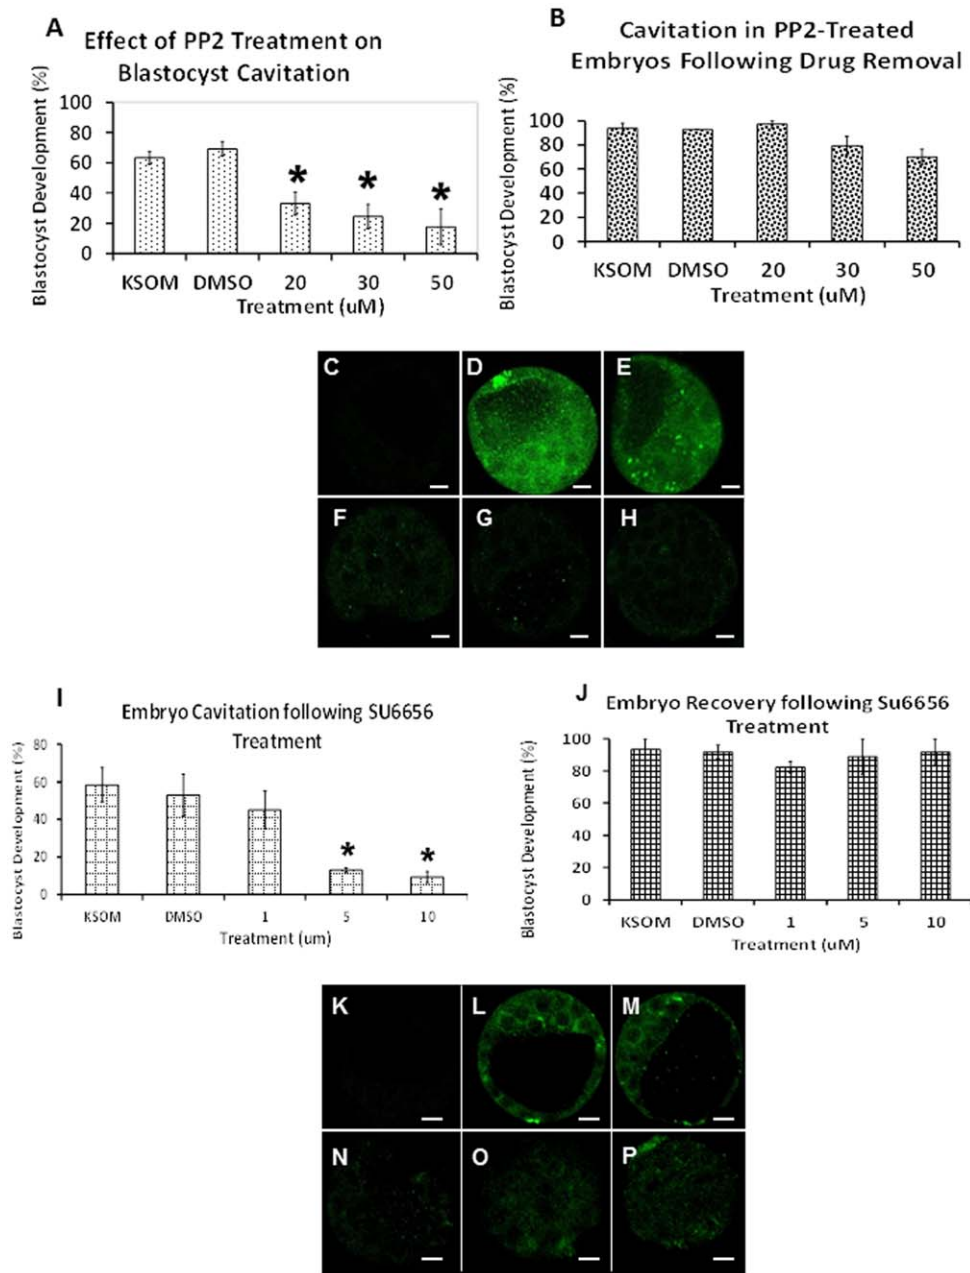 A
Effect of PP2 Treatment on
Blastocyst Cavitation
Blastocyst Development (%)
100
80
60
40
20
0
* * *
KSOM DMSO 20 30 50
Treatment (uM)
B
Cavitation in PP2-Treated
Embryos Following Drug Removal
Blastocyst Development (%)
100
80
60
40
20
0
KSOM DMSO 20 30 50
Treatment (uM)
C D E
F G H
I
Embryo Cavitation following SU6656
Treatment
Blastocyst Development (%)
80
60
40
20
0
* *
KSOM DMSO 1 5 10
Treatment (um)
J
Embryo Recovery following Su6656
Treatment
Blastocyst Development (%)
100
80
60
40
20
0
KSOM DMSO 1 5 10
Treatment (uM)
K L M
N O P